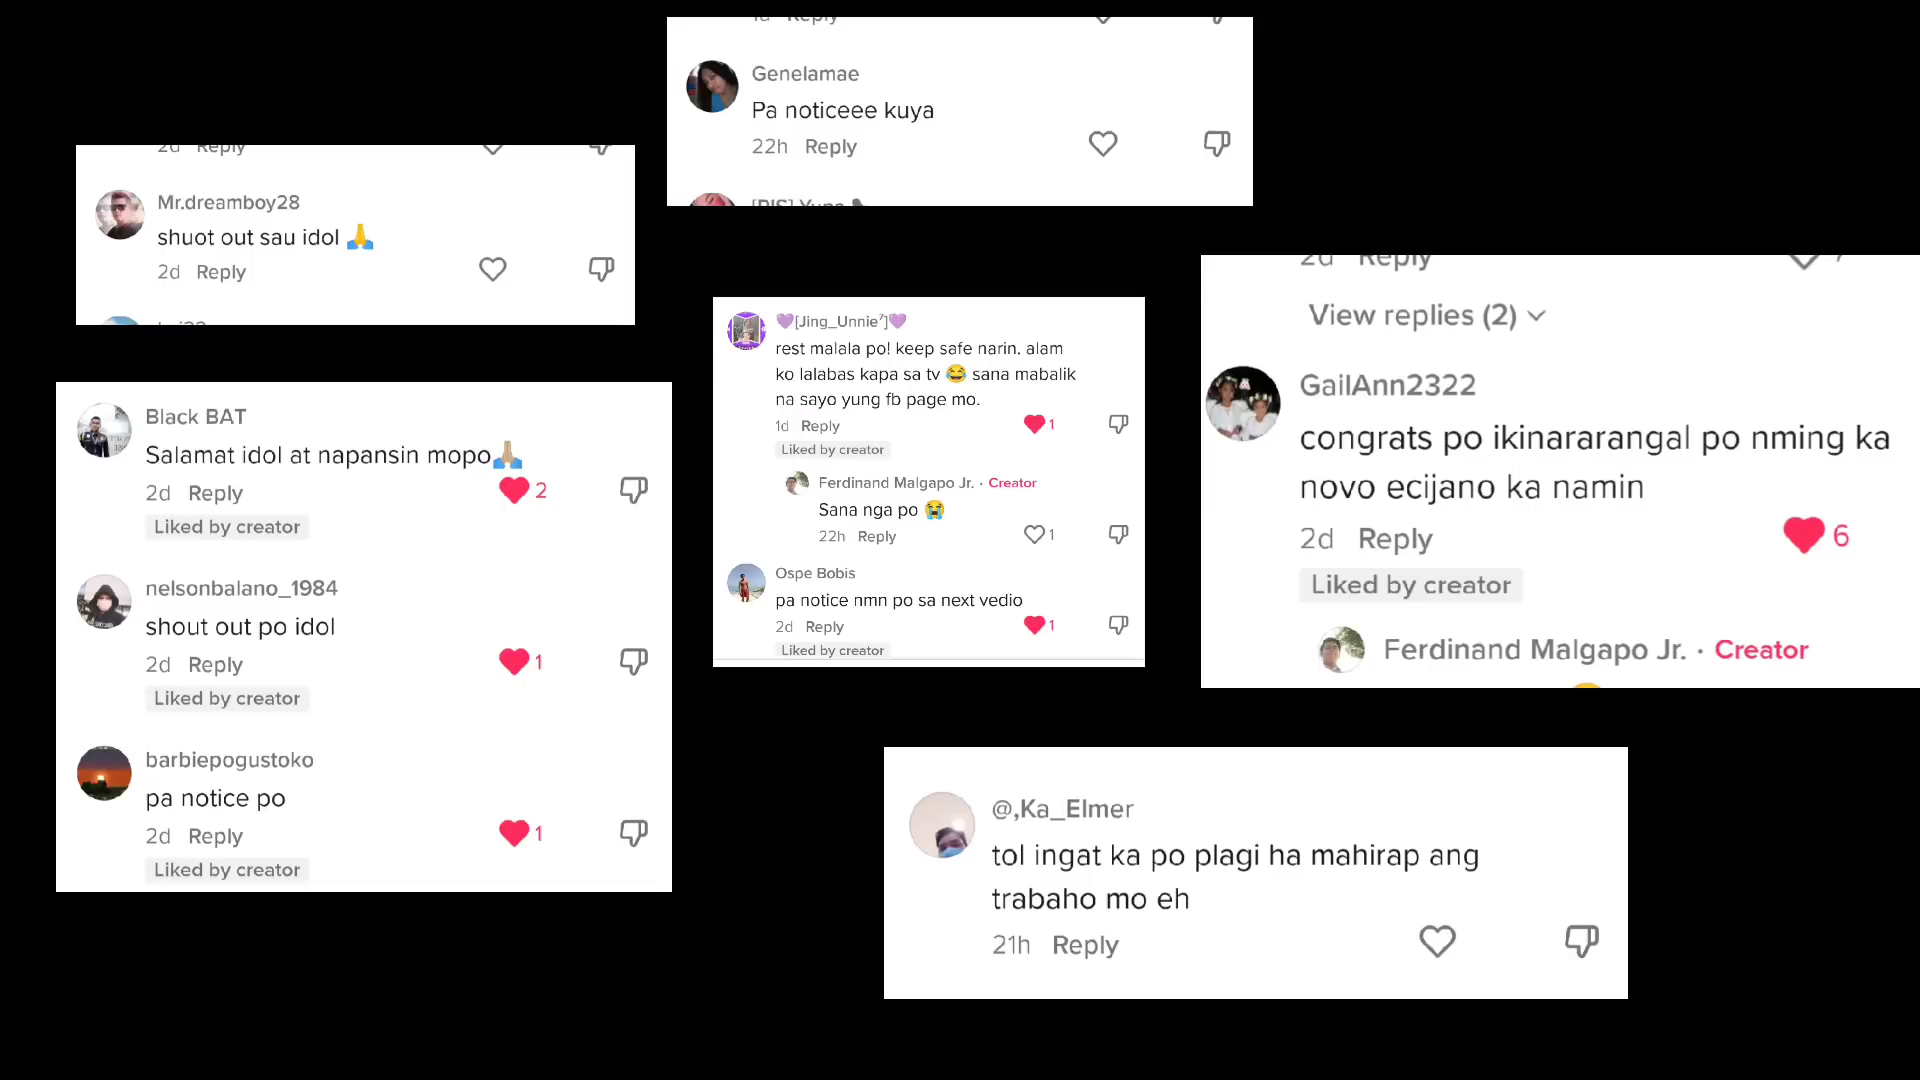 Reply
Genelamae
Pa noticeee kuya
22h Reply
2d Reply
Mr.dreamboy28
shuot out sau idol 🙏
2d Reply
Black BAT
Salamat idol at napansin mopo🙏🏼
2d Reply 2
Liked by creator
nelsonbalano_1984
shout out po idol
2d Reply 1
Liked by creator
barbiepogustoko
pa notice po
2d Reply 1
Liked by creator
💜[Jing_Unnie⁷]💜
rest malala po! keep safe narin. alam
ko lalabas kapa sa tv 😂 sana mabalik
na sayo yung fb page mo.
1d Reply 1
Liked by creator
Ferdinand Malgapo Jr. · Creator
Sana nga po 😭
22h Reply 1
Ospe Bobis
pa notice nmn po sa next vedio
2d Reply 1
Liked by creator
2d Reply
View replies (2)
GailAnn2322
congrats po ikinararangal po nming ka
novo ecijano ka namin
2d Reply 6
Liked by creator
Ferdinand Malgapo Jr. · Creator
@,Ka_Elmer
tol ingat ka po plagi ha mahirap ang
trabaho mo eh
21h Reply